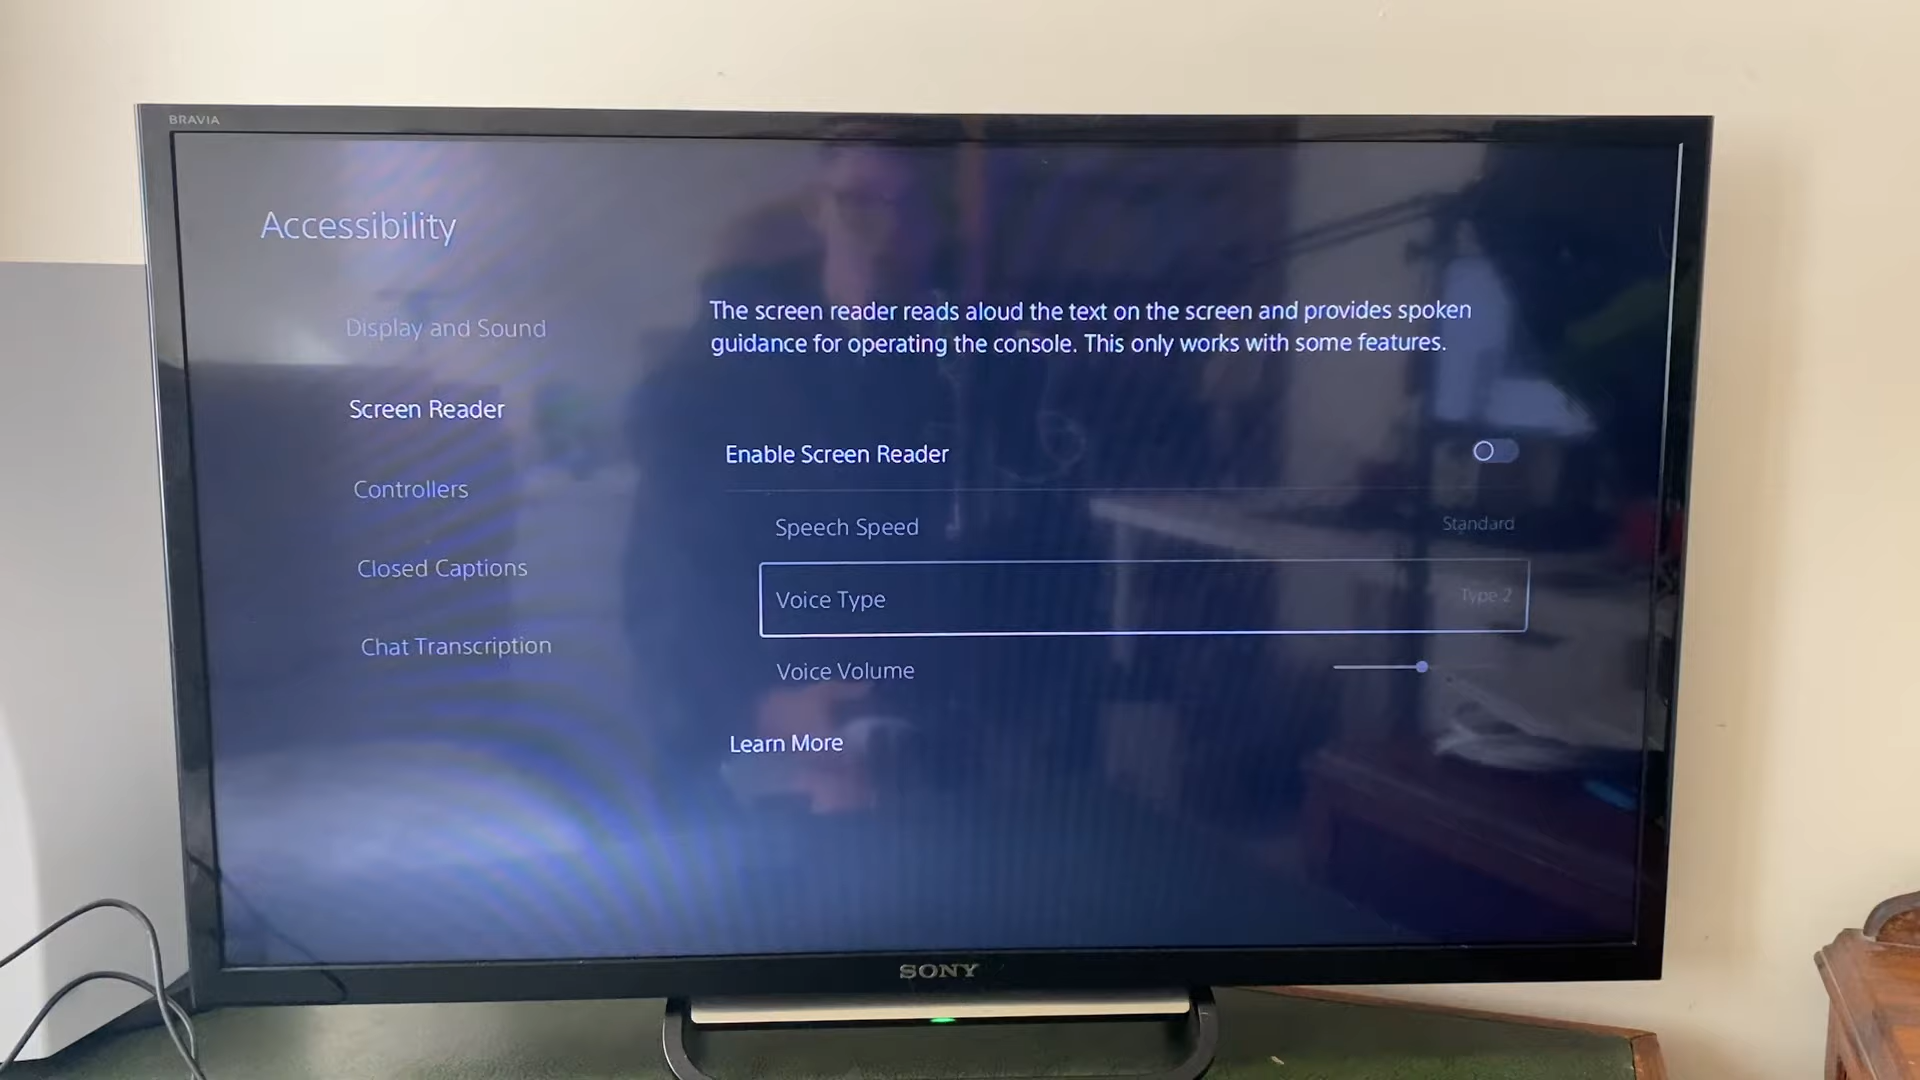 BRAVIA
Accessibility
Display and Sound
Screen Reader
Controllers
Closed Captions
Chat Transcription
The screen reader reads aloud the text on the screen and provides spoken
guidance for operating the console. This only works with some features.
Enable Screen Reader
Speech Speed Standard
Voice Type Type 2
Voice Volume
Learn More
SONY